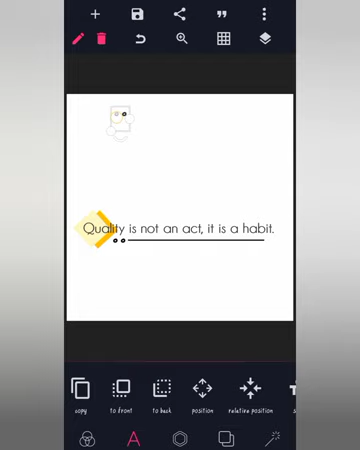 Quality is not an act, it is a habit.
copy
to front
to back
position
relative position